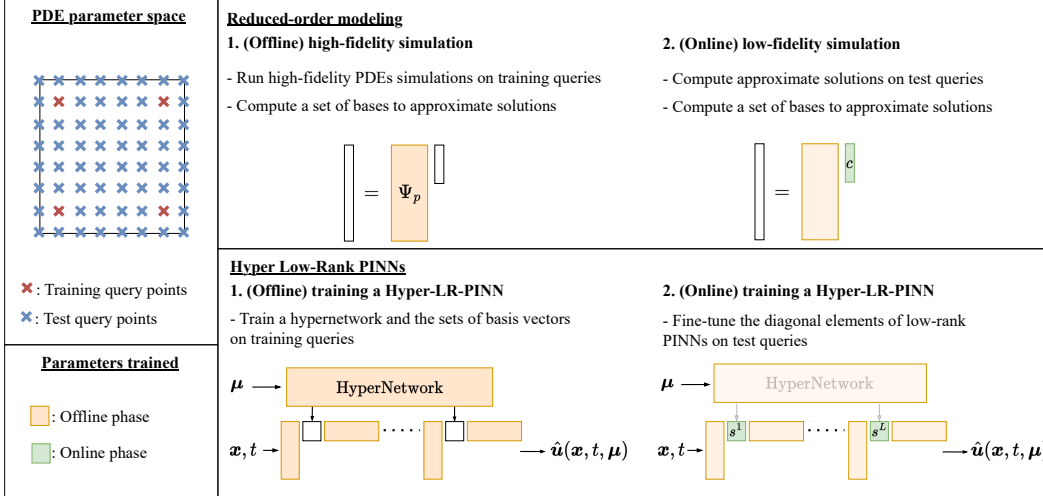 PDE parameter space
: Training query points
: Test query points
Parameters trained
: Offline phase
: Online phase
Reduced-order modeling
1. (Offline) high-fidelity simulation
- Run high-fidelity PDEs simulations on training queries
- Compute a set of bases to approximate solutions
= Ψ_p
2. (Online) low-fidelity simulation
- Compute approximate solutions on test queries
- Compute a set of bases to approximate solutions
= c
Hyper Low-Rank PINNs
1. (Offline) training a Hyper-LR-PINN
- Train a hypernetwork and the sets of basis vectors
on training queries
μ HyperNetwork
x, t ····· û(x, t, μ)
2. (Online) training a Hyper-LR-PINN
- Fine-tune the diagonal elements of low-rank
PINNs on test queries
μ HyperNetwork
x, t s¹ ····· s^L û(x, t, μ)